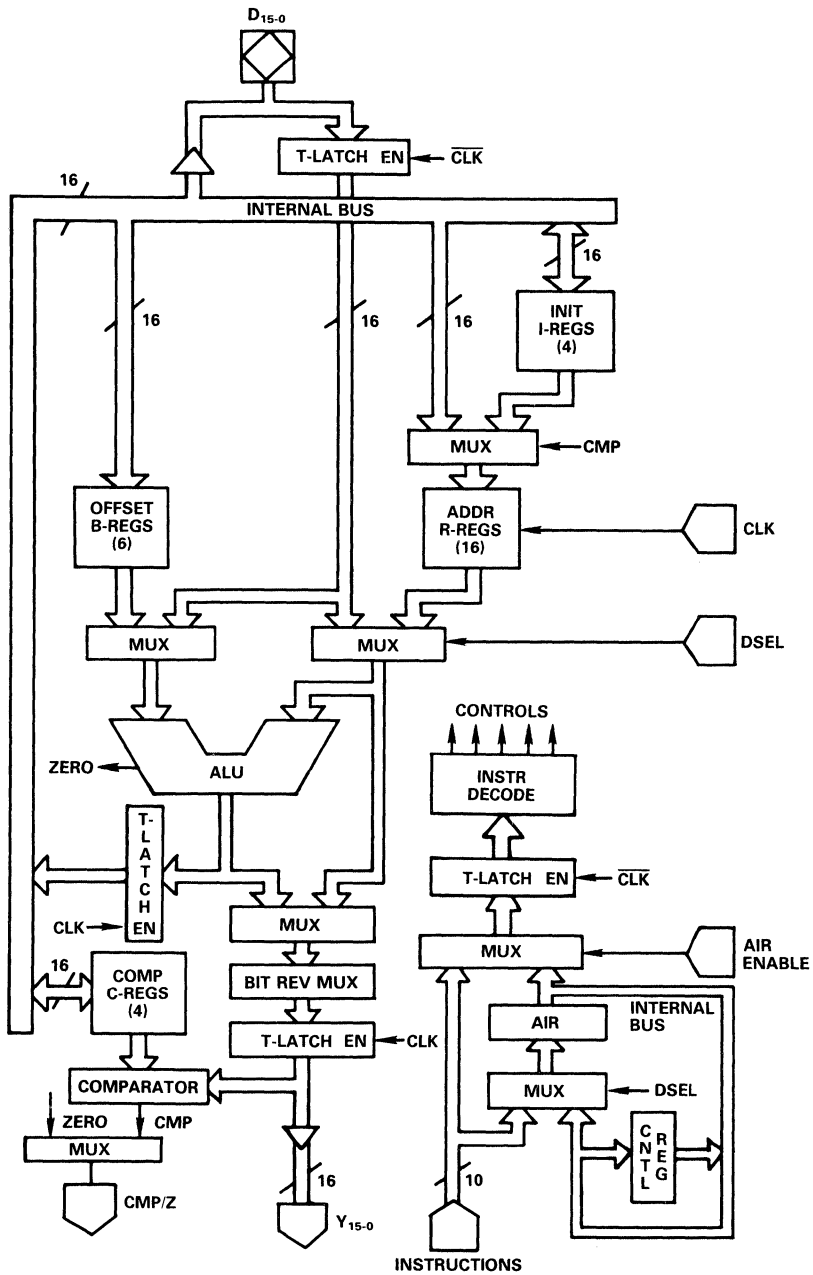 D15-0
T-LATCH EN
CLK
16
INTERNAL BUS
16
16
16
16
INIT
I-REGS
(4)
MUX
CMP
OFFSET
B-REGS
(6)
ADDR
R-REGS
(16)
CLK
MUX
MUX
DSEL
CONTROLS
ZERO
ALU
INSTR
DECODE
T-LATCH
EN
CLK
T-LATCH EN
CLK
MUX
MUX
AIR
ENABLE
16
COMP
C-REGS
(4)
BIT REV MUX
INTERNAL
BUS
AIR
T-LATCH EN
CLK
COMPARATOR
MUX
DSEL
ZERO
CMP
MUX
CNTL
REG
16
10
CMP/Z
Y15-0
INSTRUCTIONS